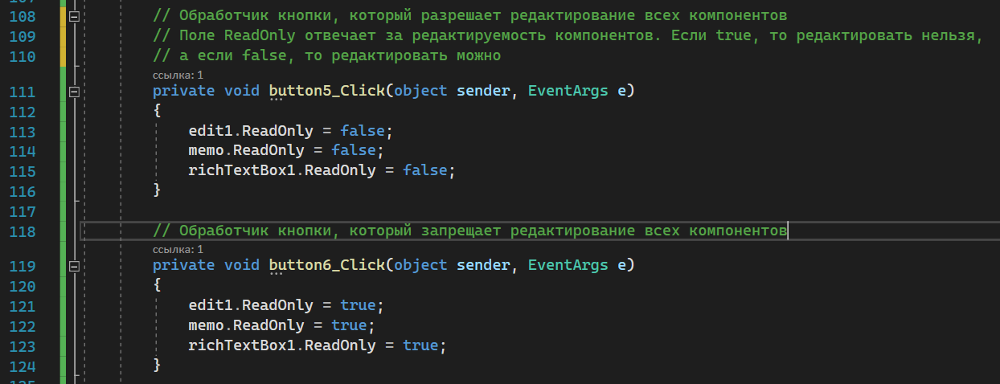 108 // Обработчик кнопки, который разрешает редактирование всех компонентов
109 // Поле ReadOnly отвечает за редактируемость компонентов. Если true, то редактировать нельзя,
110 // а если false, то редактировать можно
ссылка: 1
111 private void button5_Click(object sender, EventArgs e)
112 {
113 edit1.ReadOnly = false;
114 memo.ReadOnly = false;
115 richTextBox1.ReadOnly = false;
116 }
117
118 // Обработчик кнопки, который запрещает редактирование всех компонентов
ссылка: 1
119 private void button6_Click(object sender, EventArgs e)
120 {
121 edit1.ReadOnly = true;
122 memo.ReadOnly = true;
123 richTextBox1.ReadOnly = true;
124 }